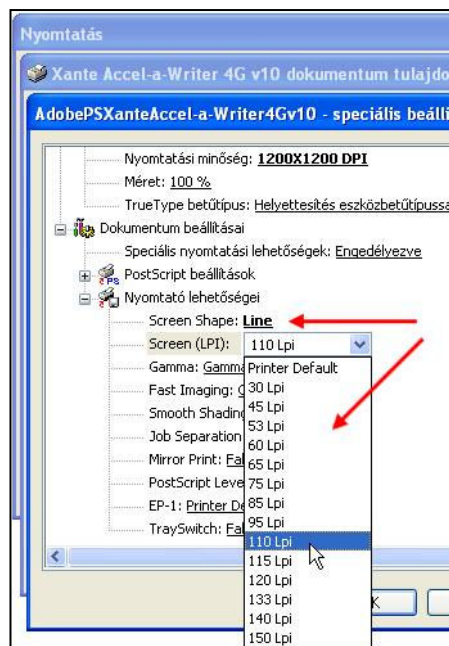 Nyomtatás
Xante Accel-a-Writer 4G v10 dokumentum tulajdo
AdobePSXanteAccel-a-Writer4Gv10 - speciális beáll
Nyomtatási minőség: 1200X1200 DPI
Méret: 100 %
TrueType betűtípus: Helyettesítés eszközbetűtípussa
Dokumentum beállításai
Speciális nyomtatási lehetőségek: Engedélyezve
PS PostScript beállítások
Nyomtató lehetőségei
Screen Shape: Line
Screen (LPI): 110 Lpi
Gamma: Gamma
Fast Imaging:
Smooth Shading
Job Separation
Mirror Print: Fal
PostScript Leve
EP-1: Printer De
TraySwitch: Fal
Printer Default
30 Lpi
45 Lpi
53 Lpi
60 Lpi
65 Lpi
75 Lpi
85 Lpi
95 Lpi
110 Lpi
115 Lpi
120 Lpi
133 Lpi
140 Lpi
150 Lpi
K